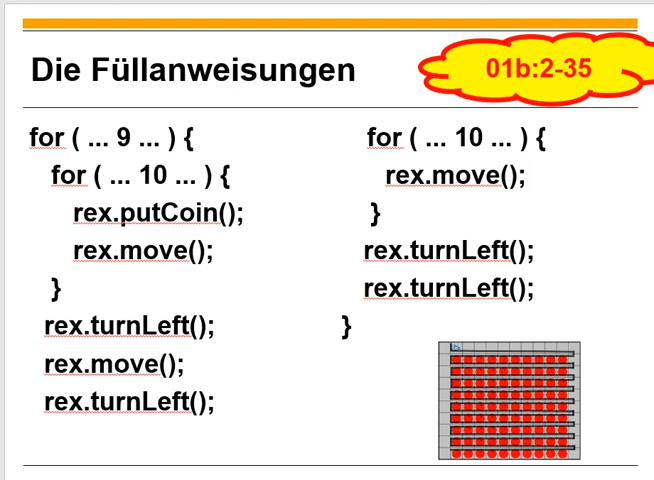 Die Füllanweisungen
01b:2-35
for ( ... 9 ... ) {
for ( ... 10 ... ) {
rex.putCoin();
rex.move();
}
rex.turnLeft();
rex.move();
rex.turnLeft();
for ( ... 10 ... ) {
rex.move();
}
rex.turnLeft();
rex.turnLeft();
}